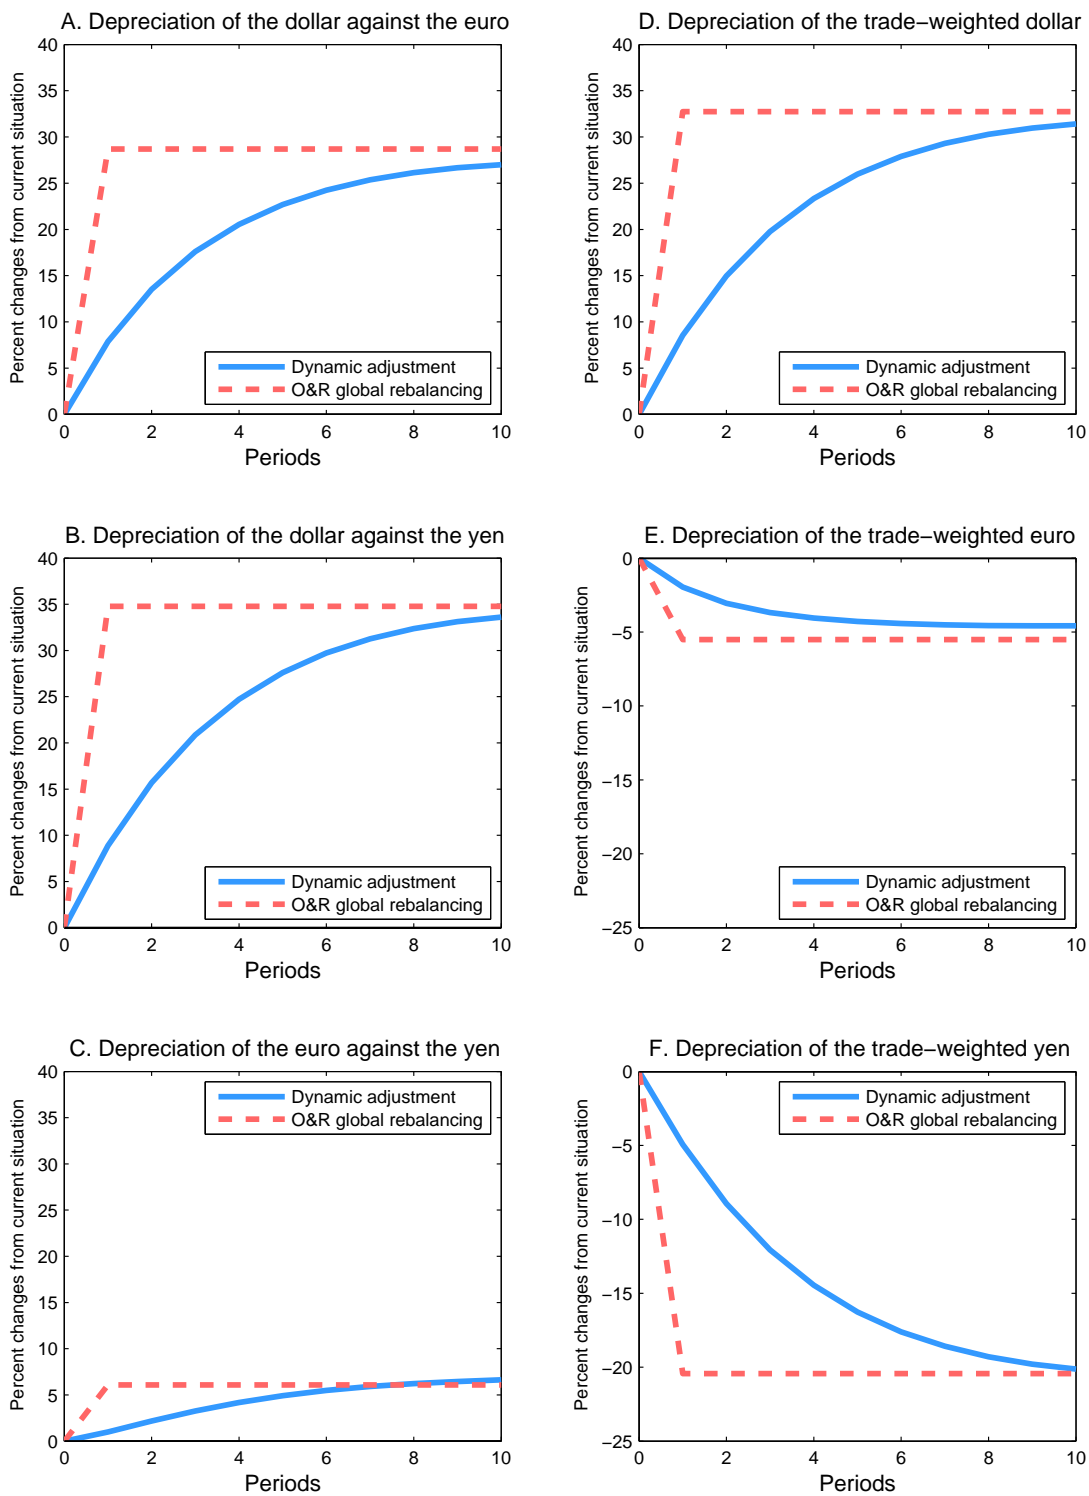 A. Depreciation of the dollar against the euro
Percent changes from current situation
40
35
30
25
20
15
10
5
0
Dynamic adjustment
O&R global rebalancing
0 2 4 6 8 10
Periods
D. Depreciation of the trade−weighted dollar
Percent changes from current situation
40
35
30
25
20
15
10
5
0
Dynamic adjustment
O&R global rebalancing
0 2 4 6 8 10
Periods
B. Depreciation of the dollar against the yen
Percent changes from current situation
40
35
30
25
20
15
10
5
0
Dynamic adjustment
O&R global rebalancing
0 2 4 6 8 10
Periods
E. Depreciation of the trade−weighted euro
Percent changes from current situation
0
−5
−10
−15
−20
−25
Dynamic adjustment
O&R global rebalancing
0 2 4 6 8 10
Periods
C. Depreciation of the euro against the yen
Percent changes from current situation
40
35
30
25
20
15
10
5
0
Dynamic adjustment
O&R global rebalancing
0 2 4 6 8 10
Periods
F. Depreciation of the trade−weighted yen
Percent changes from current situation
0
−5
−10
−15
−20
−25
Dynamic adjustment
O&R global rebalancing
0 2 4 6 8 10
Periods